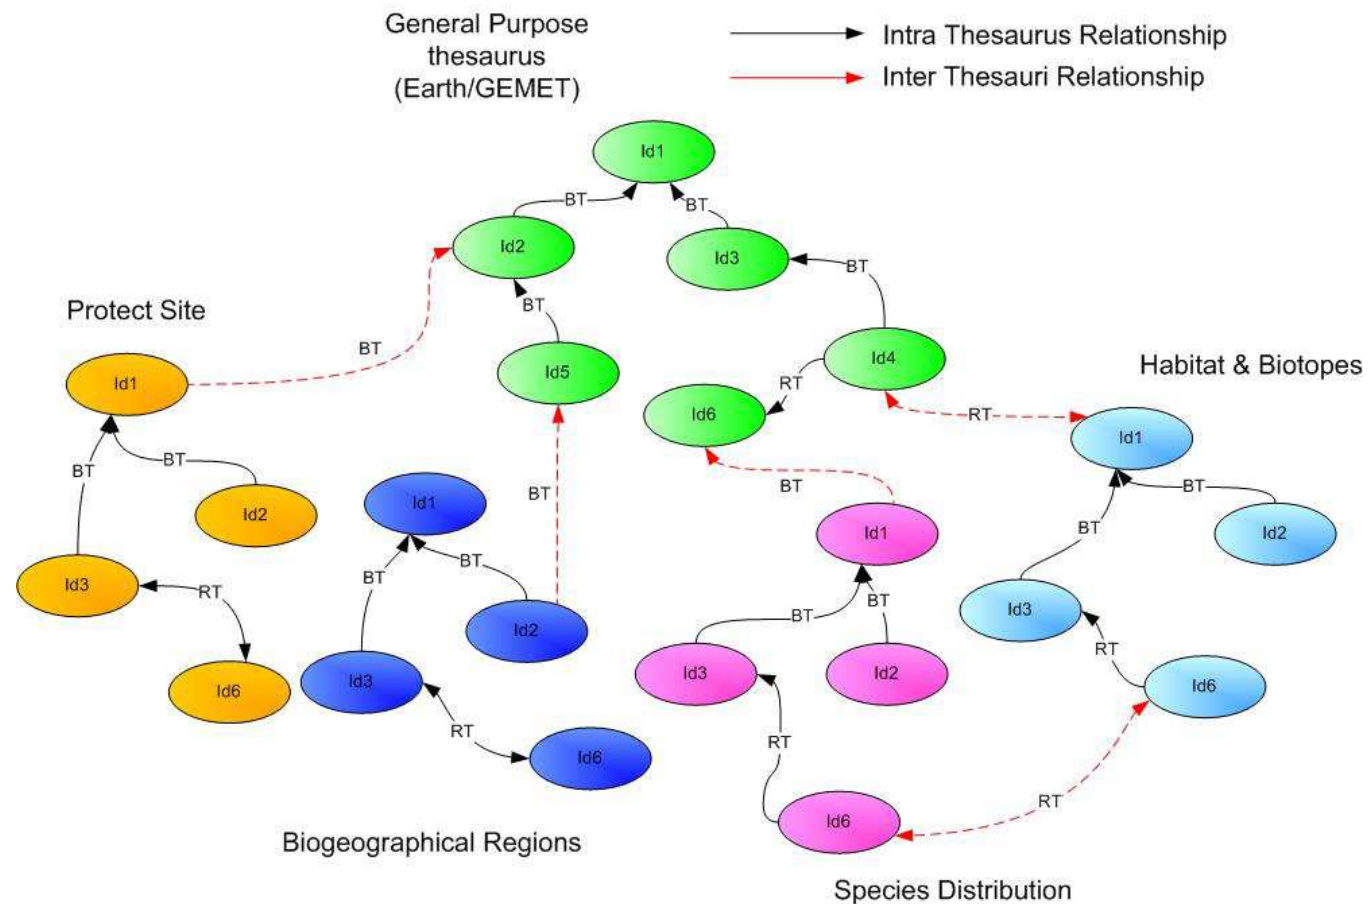 General Purpose
thesaurus
(Earth/GEMET)
Intra Thesaurus Relationship
Inter Thesauri Relationship
Id1
BT
BT
Id2
Id3
BT
BT
Protect Site
BT
Id1
Id5
Id4
RT
Habitat & Biotopes
Id6
RT
Id1
BT
BT
Id2
BT
Id1
BT
BT
Id1
BT
Id2
BT
BT
BT
Id3
RT
BT
Id2
BT
BT
Id3
Id6
Id3
Id3
Id2
RT
Id6
RT
Id6
RT
RT
Id6
Biogeographical Regions
Species Distribution